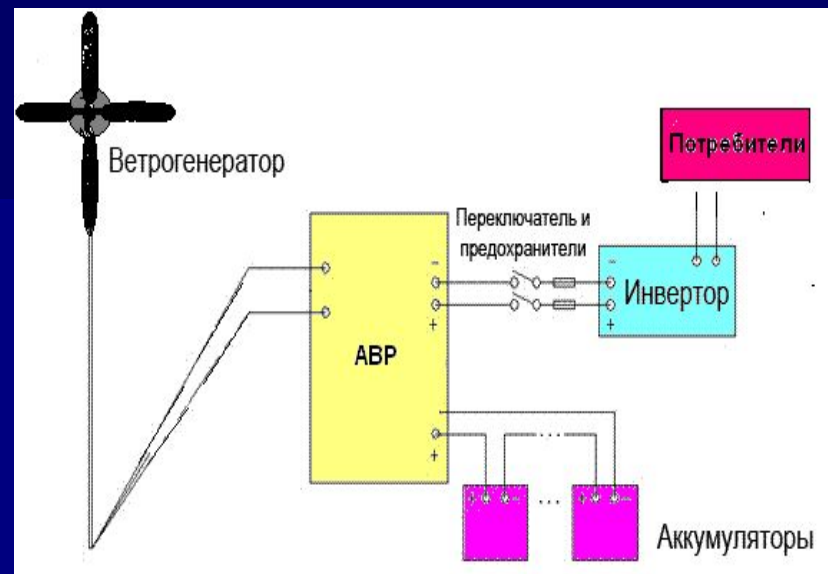 Ветрогенератор
Потребители
Переключатель и
предохранители
Инвертор
−
+
−
+
АВР
+
+ − ... + −
...
Аккумуляторы